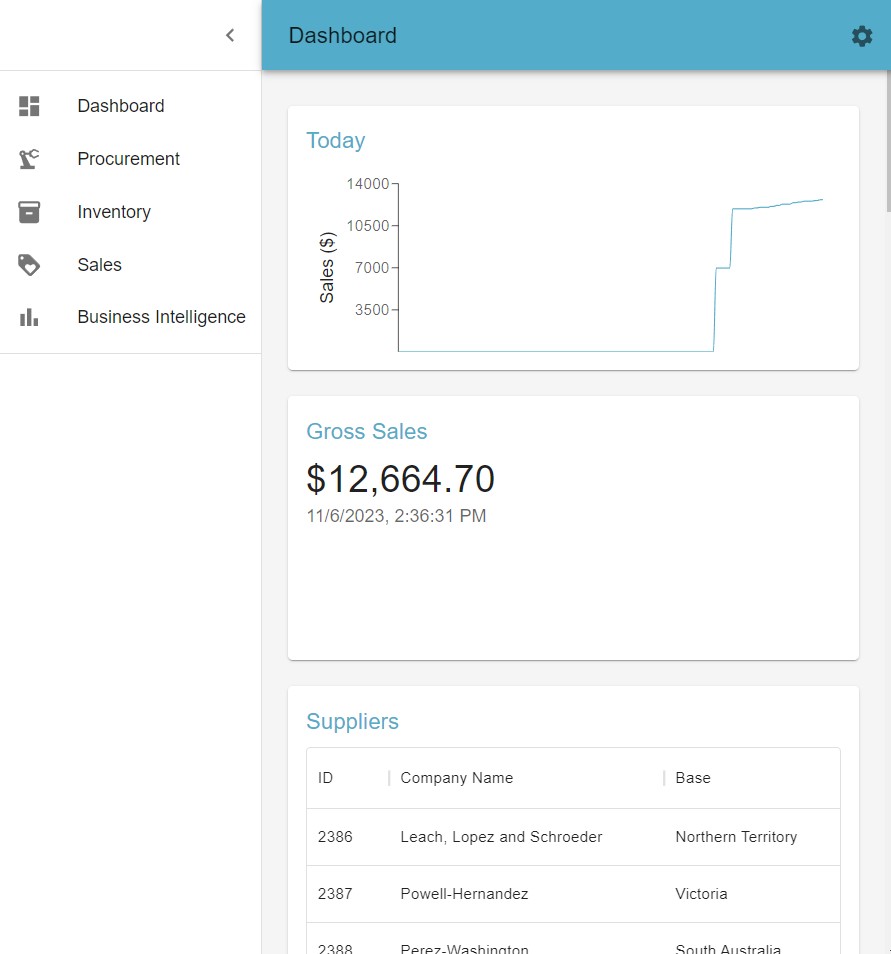 Dashboard
Dashboard
Procurement
Inventory
Sales
Business Intelligence
Today
Sales ($)
14000
10500
7000
3500
Gross Sales
$12,664.70
11/6/2023, 2:36:31 PM
Suppliers
ID Company Name Base
2386 Leach, Lopez and Schroeder Northern Territory
2387 Powell-Hernandez Victoria
2388 Perez-Washington South Australia